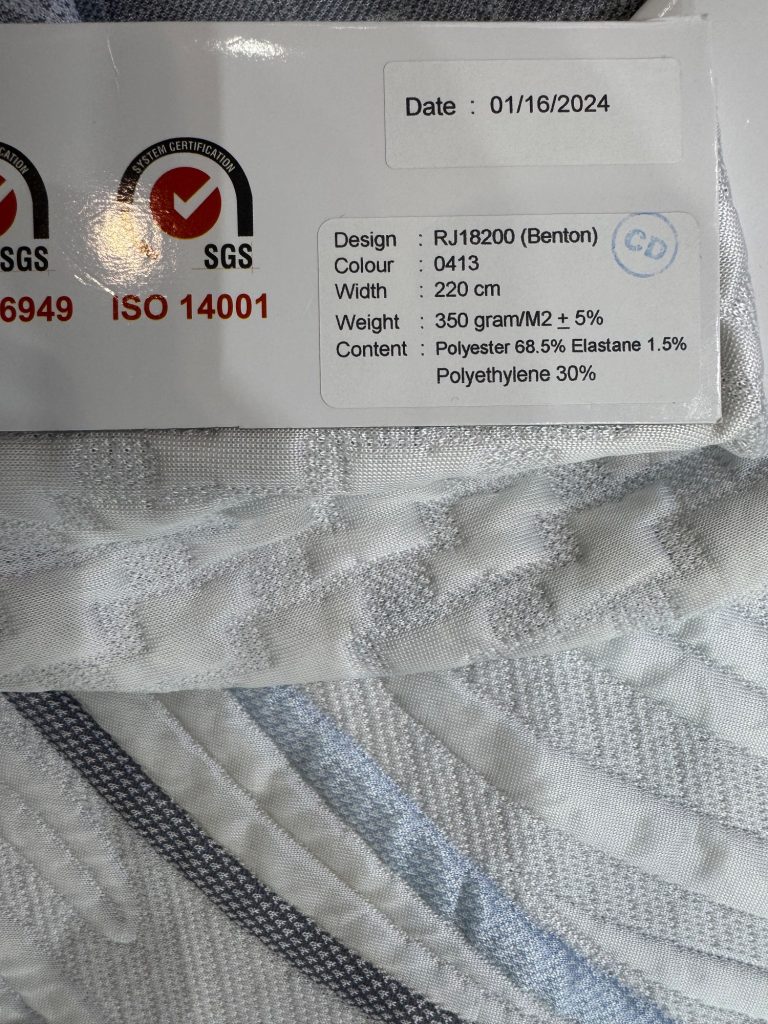 Date : 01/16/2024
CATION
SYSTEM CERTIFICATION
SGS
SGS
6949
ISO 14001
Design : RJ18200 (Benton)
CD
Colour : 0413
Width : 220 cm
Weight : 350 gram/M2 ± 5%
Content : Polyester 68.5% Elastane 1.5%
Polyethylene 30%